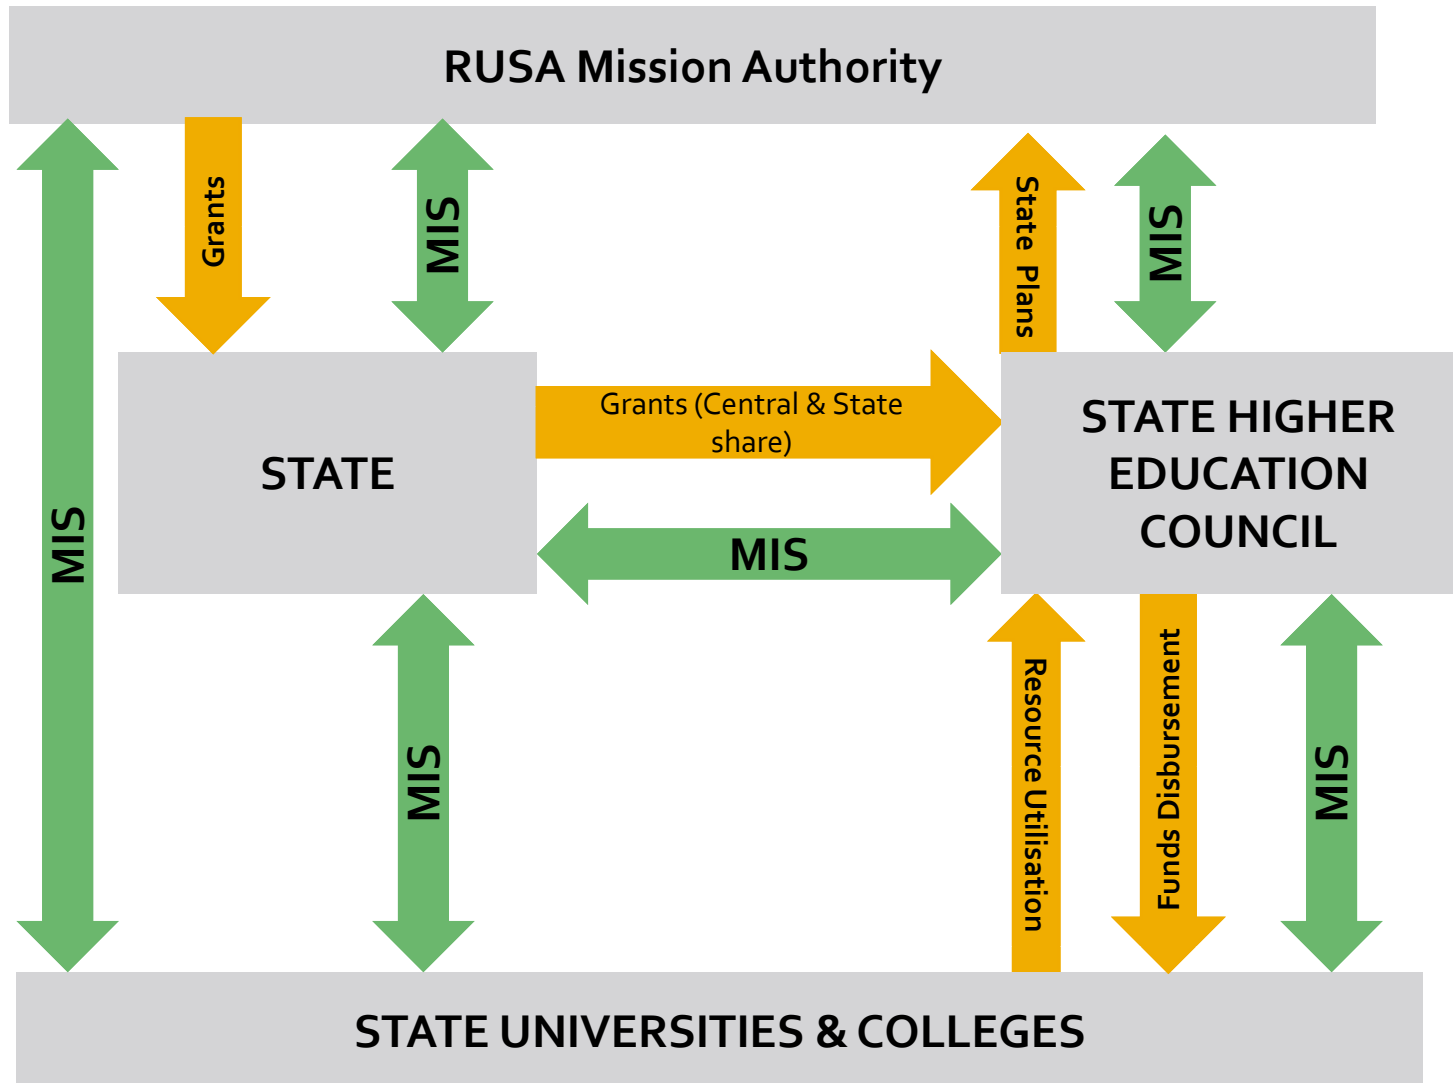 RUSA Mission Authority
Grants
MIS
State Plans
MIS
Grants (Central & State
share)
STATE
STATE HIGHER
EDUCATION
COUNCIL
MIS
MIS
MIS
Resource Utilisation
Funds Disbursement
MIS
STATE UNIVERSITIES & COLLEGES